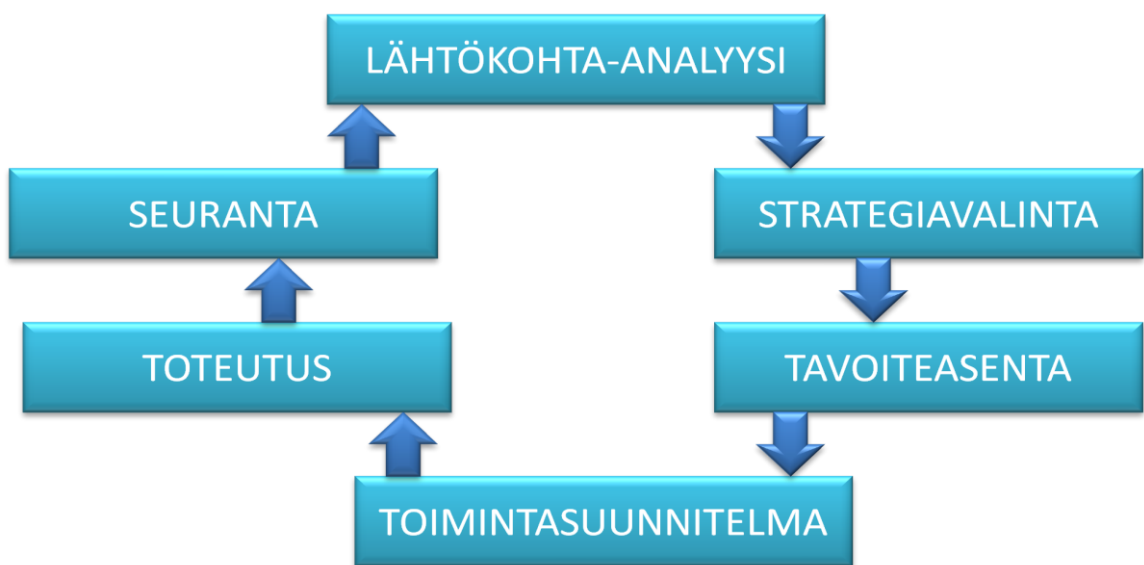 LÄHTÖKOHTA-ANALYYSI
SEURANTA
STRATEGIAVALINTA
TOTEUTUS
TAVOITEASENTA
TOIMINTASUUNNITELMA